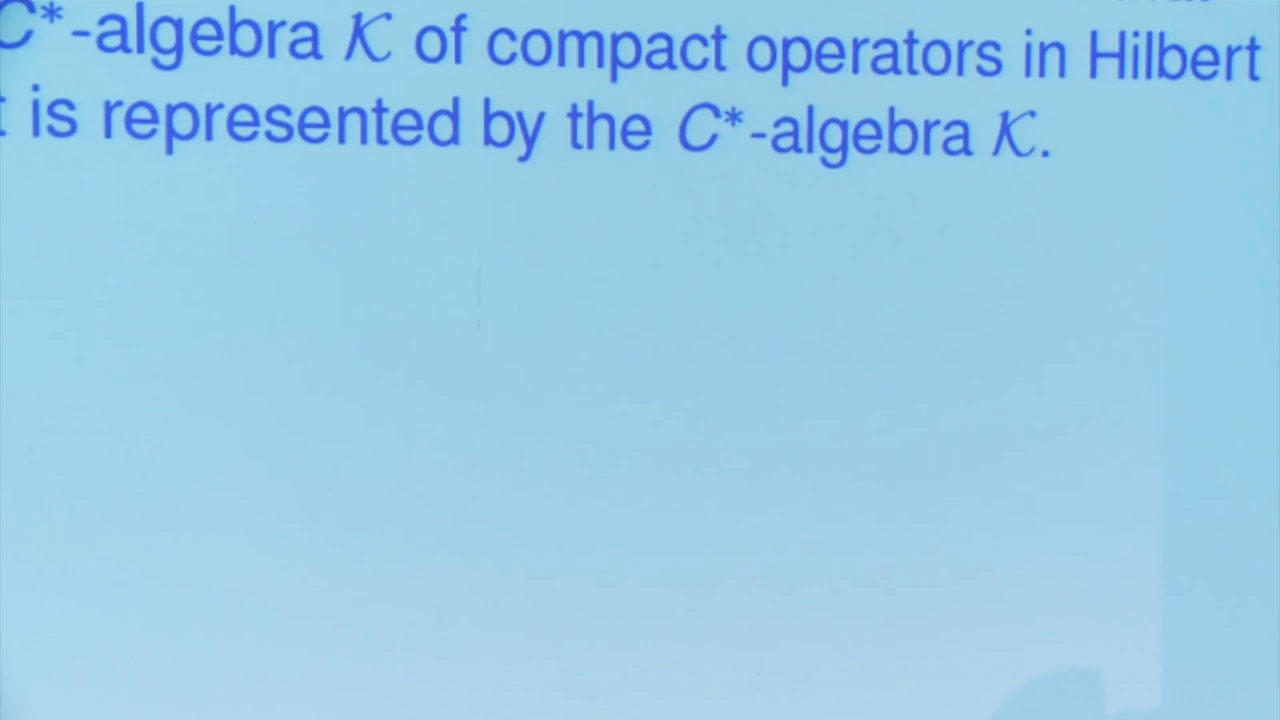 C*-algebra 𝒦 of compact operators in Hilbert
is represented by the C*-algebra 𝒦.